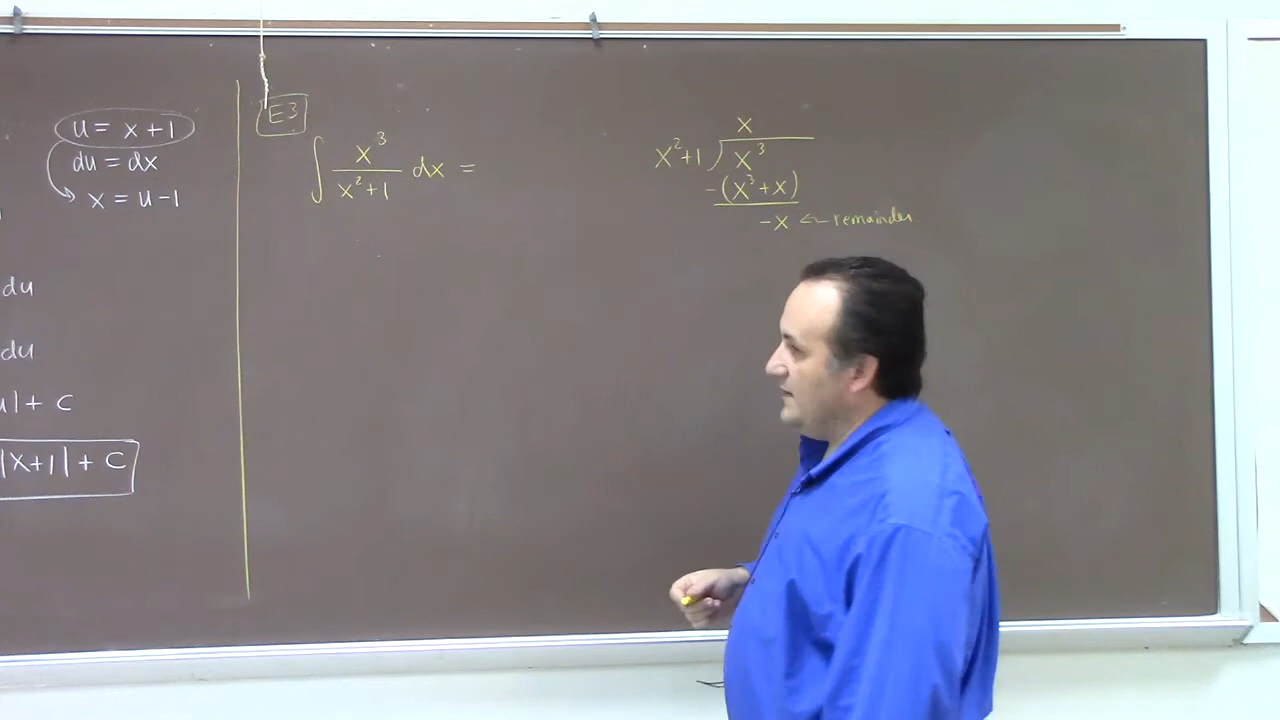 u = x+1
du = dx
x = u-1
du
du
u|+ c
|x+1| + c
E3
∫ x³/(x²+1) dx =
x
x²+1 ) x³
-(x³+x)
-x ← remainder